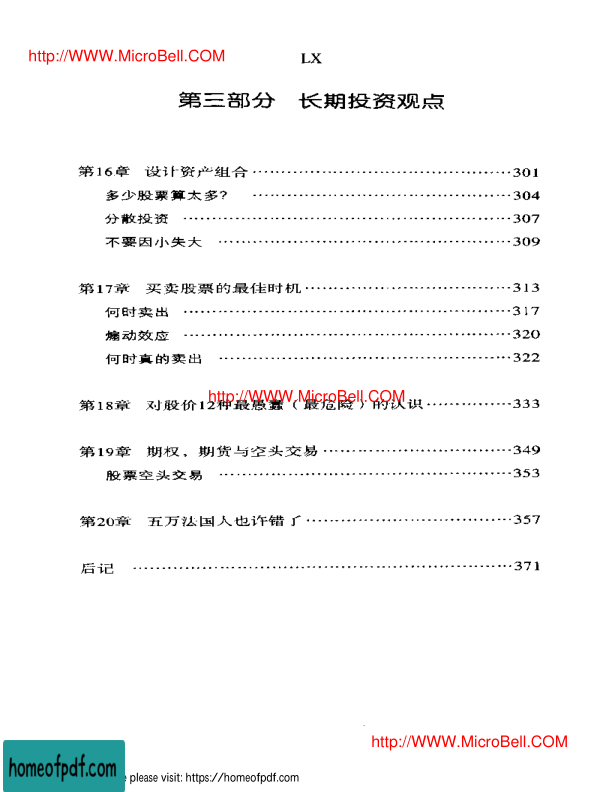 http://WWW.MicroBell.COM
LX
第三部分 长期投资观点
第16章 设计资产组合 ……………………………………301
多少股票算太多? ……………………………………304
分散投资 ……………………………………307
不要因小失大 ……………………………………309
第17章 买卖股票的最佳时机 ……………………………………313
何时卖出 ……………………………………317
煽动效应 ……………………………………320
何时真的卖出 ……………………………………322
http://WWW.MicroBell.COM
第18章 对股价12种最愚蠢(最危险)的认识 ……………333
第19章 期权、期货与空头交易 ……………………………………349
股票空头交易 ……………………………………353
第20章 五万法国人也许错了 ……………………………………357
后记 ……………………………………371
http://WWW.MicroBell.COM
homeofpdf.com
e please visit: https://homeofpdf.com